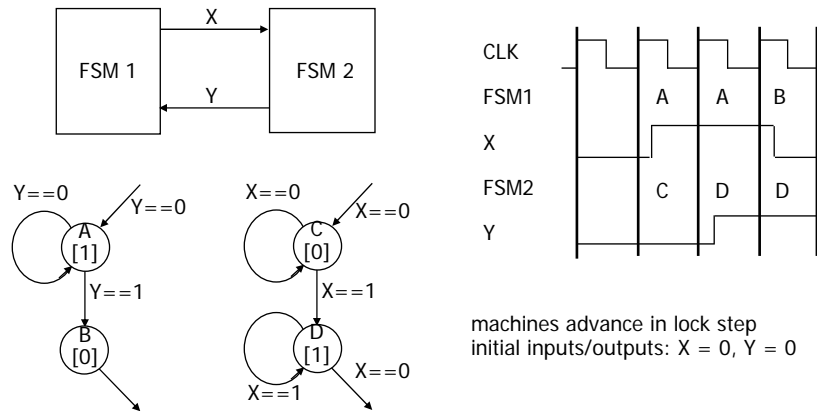 X
FSM 1
FSM 2
Y
CLK
FSM1
A
A
B
X
FSM2
C
D
D
Y
Y==0
Y==0
A
[1]
Y==1
B
[0]
X==0
X==0
C
[0]
X==1
D
[1]
X==1
X==0
machines advance in lock step
initial inputs/outputs: X = 0, Y = 0